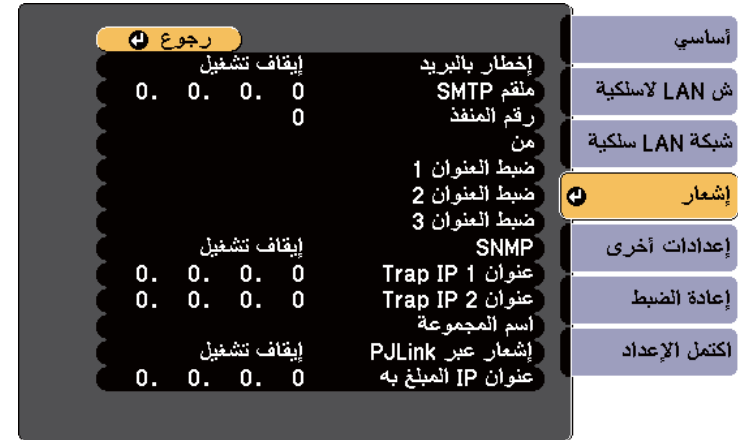 أساسي
ش LAN لاسلكية
شبكة LAN سلكية
إشعار
إعدادات أخرى
إعادة الضبط
اكتمل الإعداد
رجوع
إخطار بالبريد إيقاف تشغيل
ملقم SMTP 0. 0. 0. 0
رقم المنفذ 0
من
ضبط العنوان 1
ضبط العنوان 2
ضبط العنوان 3
SNMP إيقاف تشغيل
عنوان Trap IP 1 0. 0. 0. 0
عنوان Trap IP 2 0. 0. 0. 0
اسم المجموعة
إشعار عبر PJLink إيقاف تشغيل
عنوان IP المبلغ به 0. 0. 0. 0